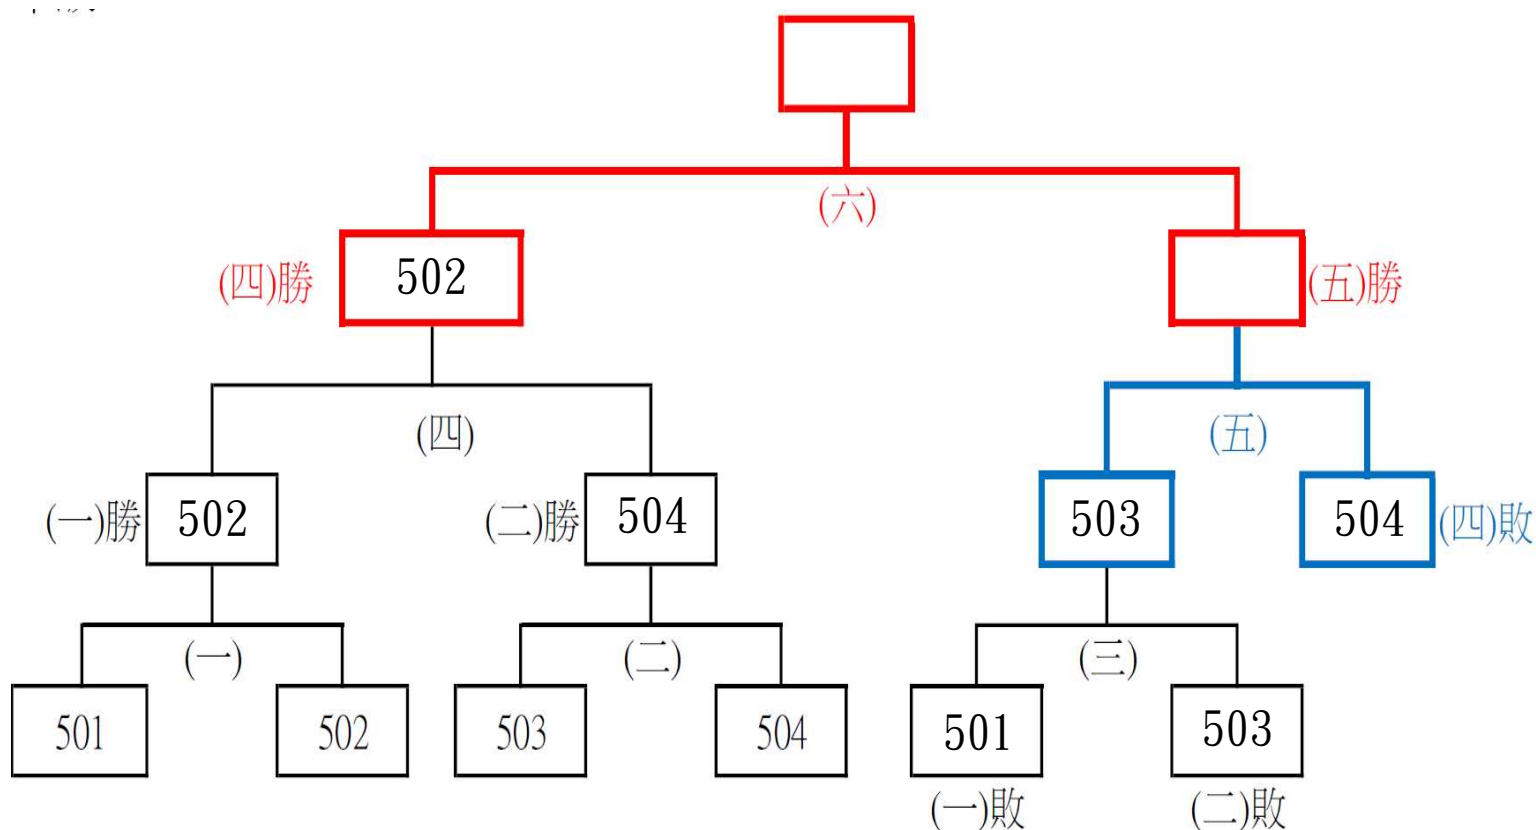 (六)
(四)勝 502 (五)勝
(四) (五)
(一)勝 502 (二)勝 504 503 504 (四)敗
(一) (二) (三)
501 502 503 504 501 503
(一)敗 (二)敗